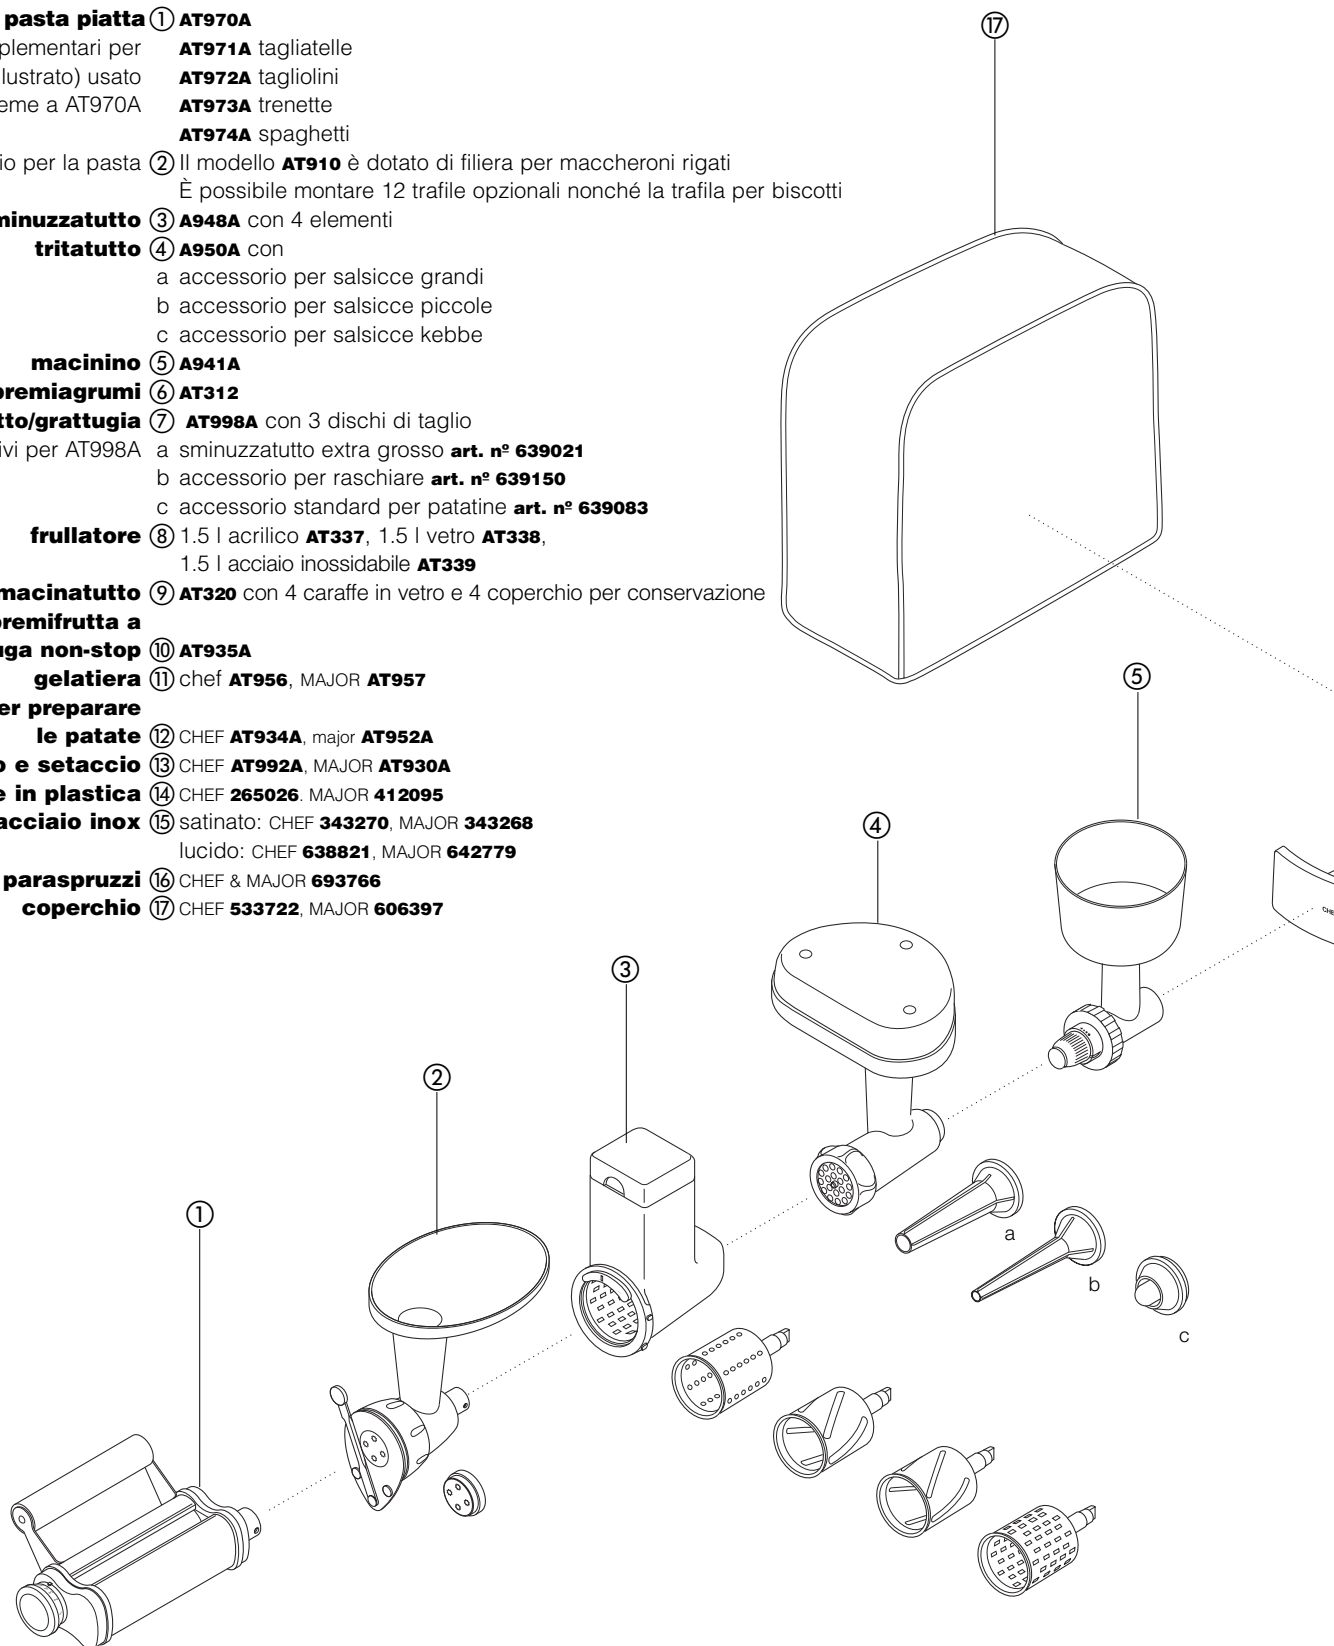 pasta piatta ① AT970A
plementari per AT971A tagliatelle
lustrato) usato AT972A tagliolini
eme a AT970A AT973A trenette
AT974A spaghetti
io per la pasta ② Il modello AT910 è dotato di filiera per maccheroni rigati
È possibile montare 12 trafile opzionali nonché la trafila per biscotti
minuzzatutto ③ A948A con 4 elementi
tritatutto ④ A950A con
a accessorio per salsicce grandi
b accessorio per salsicce piccole
c accessorio per salsicce kebbe
macinino ⑤ A941A
premiagrumi ⑥ AT312
tto/grattugia ⑦ AT998A con 3 dischi di taglio
ivi per AT998A a sminuzzatutto extra grosso art. nº 639021
b accessorio per raschiare art. nº 639150
c accessorio standard per patatine art. nº 639083
frullatore ⑧ 1.5 l acrilico AT337, 1.5 l vetro AT338,
1.5 l acciaio inossidabile AT339
macinatutto ⑨ AT320 con 4 caraffe in vetro e 4 coperchio per conservazione
premifrutta a
uga non-stop ⑩ AT935A
gelatiera ⑪ chef AT956, MAJOR AT957
er preparare
le patate ⑫ CHEF AT934A, major AT952A
o e setaccio ⑬ CHEF AT992A, MAJOR AT930A
e in plastica ⑭ CHEF 265026. MAJOR 412095
acciaio inox ⑮ satinato: CHEF 343270, MAJOR 343268
lucido: CHEF 638821, MAJOR 642779
paraspruzzi ⑯ CHEF & MAJOR 693766
coperchio ⑰ CHEF 533722, MAJOR 606397
⑰
⑤
④
③
②
①
a
b
c
CHE